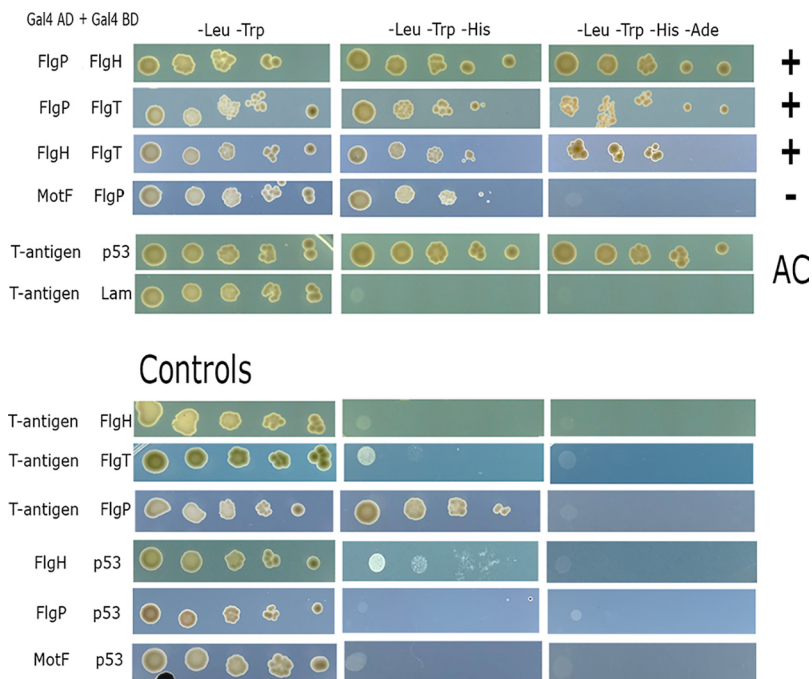 Gal4 AD + Gal4 BD
-Leu -Trp
-Leu -Trp -His
-Leu -Trp -His -Ade
FlgP FlgH +
FlgP FlgT +
FlgH FlgT +
MotF FlgP -
T-antigen p53
AC
T-antigen Lam
Controls
T-antigen FlgH
T-antigen FlgT
T-antigen FlgP
FlgH p53
FlgP p53
MotF p53